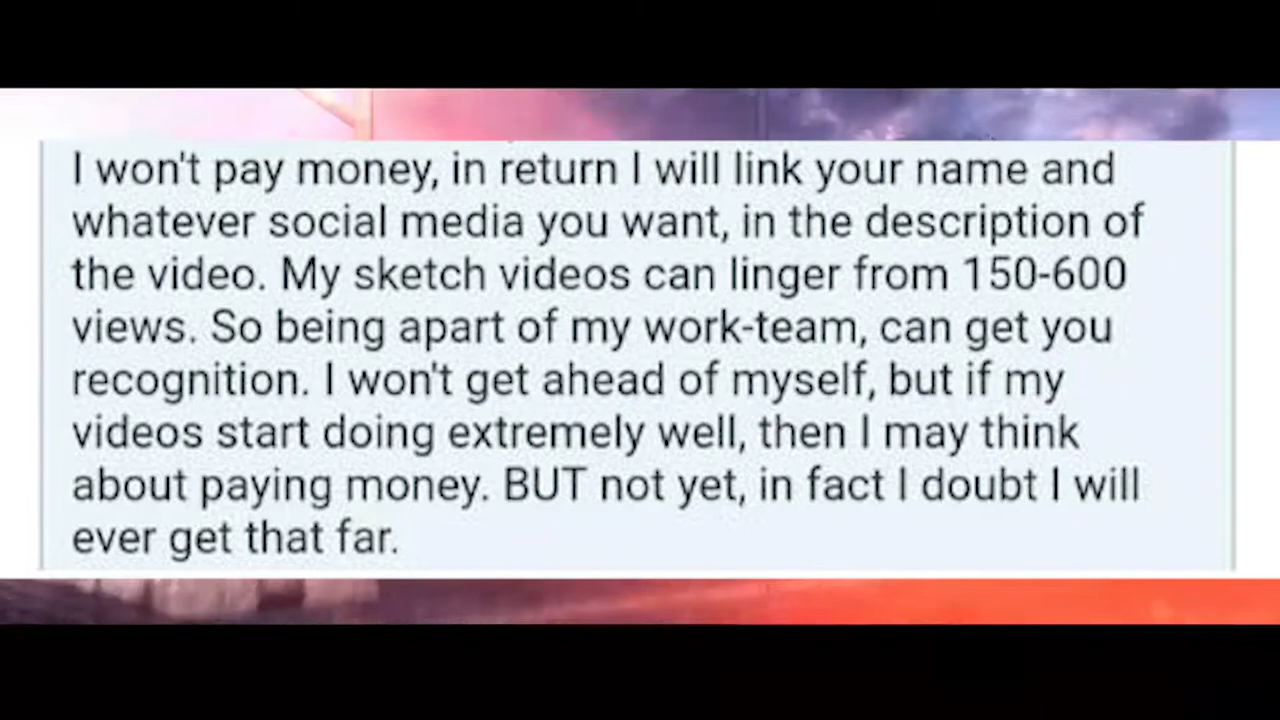 I won't pay money, in return I will link your name and
whatever social media you want, in the description of
the video. My sketch videos can linger from 150-600
views. So being apart of my work-team, can get you
recognition. I won't get ahead of myself, but if my
videos start doing extremely well, then I may think
about paying money. BUT not yet, in fact I doubt I will
ever get that far.